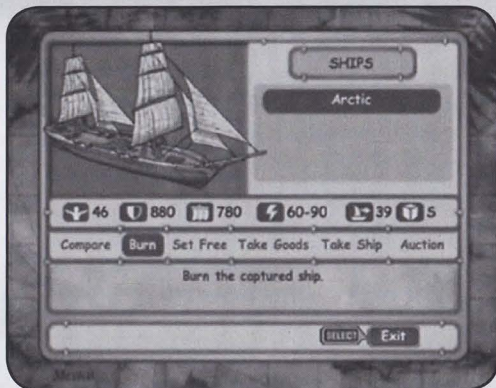 SHIPS
Arctic
46 880 780 60-90 39 S
Compare Burn Set Free Take Goods Take Ship Auction
Burn the captured ship.
SELECT Exit